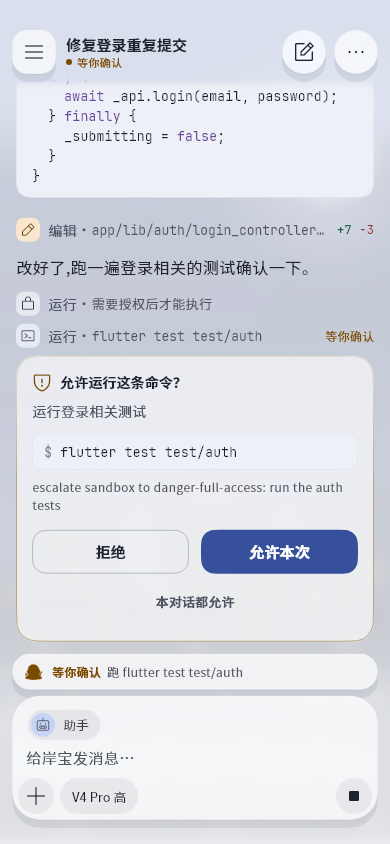 修复登录重复提交
等你确认
await _api.login(email, password);
} finally {
_submitting = false;
}
}
编辑 · app/lib/auth/login_controller… +7 -3
改好了,跑一遍登录相关的测试确认一下。
运行 · 需要授权后才能执行
运行 · flutter test test/auth 等你确认
允许运行这条命令?
运行登录相关测试
$ flutter test test/auth
escalate sandbox to danger-full-access: run the auth
tests
拒绝 允许本次
本对话都允许
等你确认 跑 flutter test test/auth
助手
给岸宝发消息…
V4 Pro 高